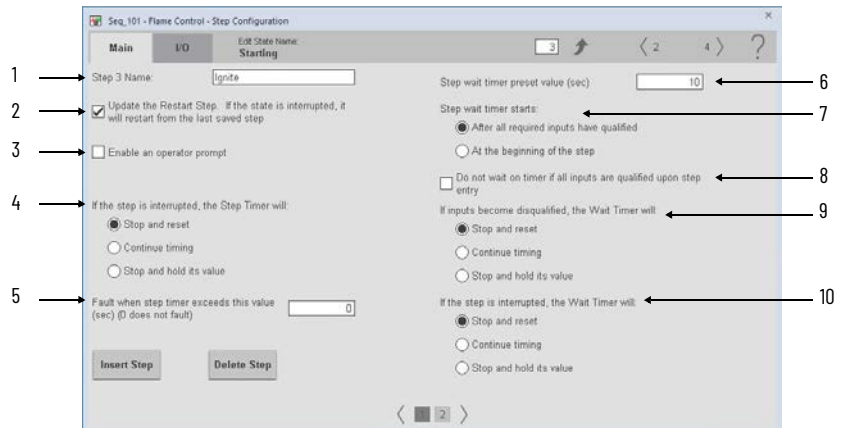 Seq_101 - Flame Control - Step Configuration
×
Main
I/O
Edit State Name:
Starting
3
2
4
?
1
Step 3 Name:
Ignite
2
Update the Restart Step. If the state is interrupted, it
will restart from the last saved step
3
Enable an operator prompt
4
If the step is interrupted, the Step Timer will:
Stop and reset
Continue timing
Stop and hold its value
5
Fault when step timer exceeds this value
(sec) (0 does not fault)
0
Insert Step
Delete Step
Step wait timer preset value (sec)
10
6
Step wait timer starts:
7
After all required inputs have qualified
At the beginning of the step
Do not wait on timer if all inputs are qualified upon step
entry
8
If inputs become disqualified, the Wait Timer will:
9
Stop and reset
Continue timing
Stop and hold its value
If the step is interrupted, the Wait Timer will:
10
Stop and reset
Continue timing
Stop and hold its value
1
2